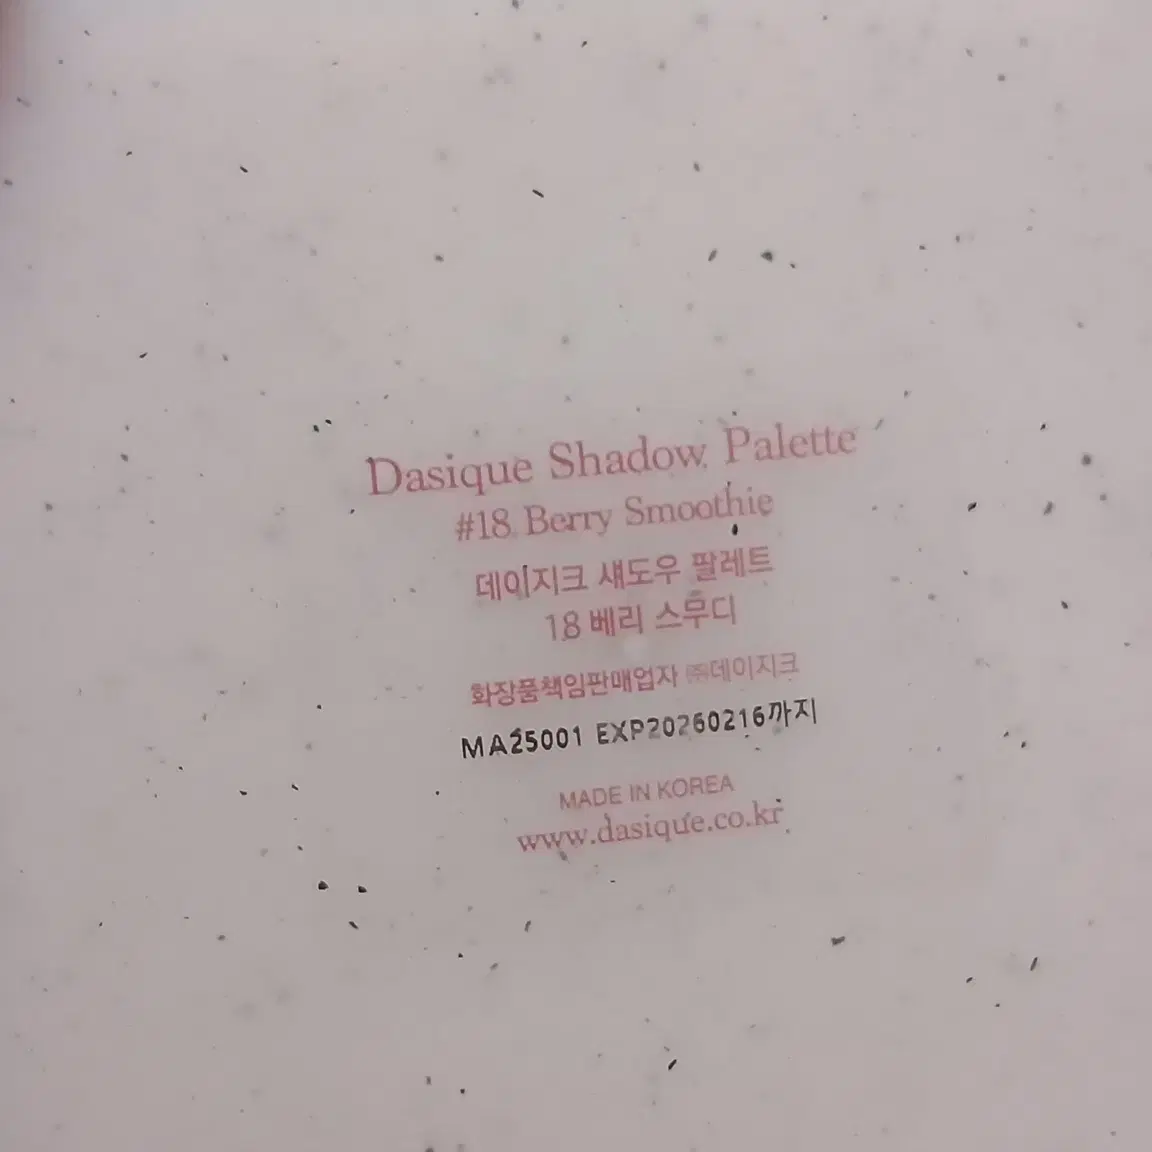 Dasique Shadow Palette
#18 Berry Smoothie
데이지크 섀도우 팔레트
18 베리 스무디
화장품책임판매업자 ㈜데이지크
MA25001 EXP20260216까지
MADE IN KOREA
www.dasique.co.kr